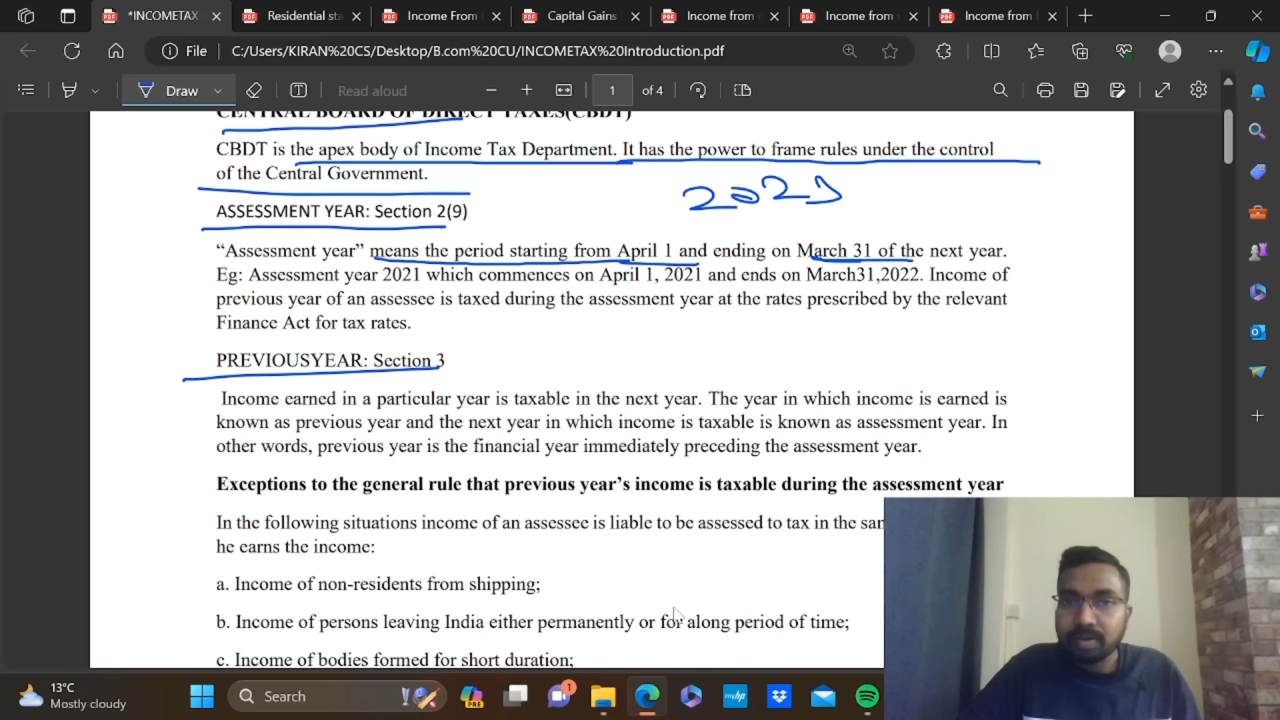 *INCOMETAX
Residential sta
Income From
Capital Gains
Income from
Income from
Income from
File C:/Users/KIRAN%20CS/Desktop/B.com%20CU/INCOMETAX%20Introduction.pdf
Draw Read aloud 1 of 4
CENTRAL BOARD OF DIRECT TAXES(CBDT)
CBDT is the apex body of Income Tax Department. It has the power to frame rules under the control
of the Central Government.
ASSESSMENT YEAR: Section 2(9)
“Assessment year” means the period starting from April 1 and ending on March 31 of the next year.
Eg: Assessment year 2021 which commences on April 1, 2021 and ends on March31,2022. Income of
previous year of an assessee is taxed during the assessment year at the rates prescribed by the relevant
Finance Act for tax rates.
PREVIOUSYEAR: Section 3
Income earned in a particular year is taxable in the next year. The year in which income is earned is
known as previous year and the next year in which income is taxable is known as assessment year. In
other words, previous year is the financial year immediately preceding the assessment year.
Exceptions to the general rule that previous year’s income is taxable during the assessment year
In the following situations income of an assessee is liable to be assessed to tax in the
he earns the income:
a. Income of non-residents from shipping;
b. Income of persons leaving India either permanently or for along period of time;
c. Income of bodies formed for short duration;
13°C
Mostly cloudy
Search
PRE
1
myhp